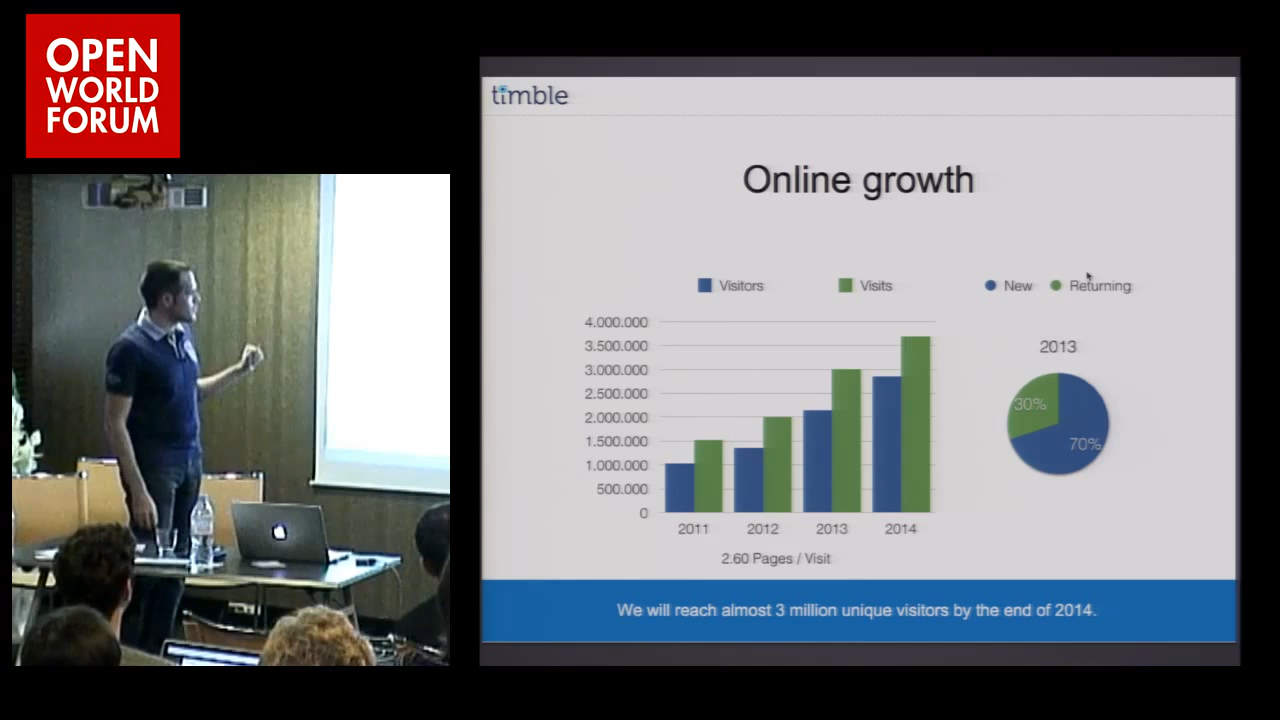 OPEN
WORLD
FORUM
timble
Online growth
Visitors
Visits
New
Returning
4.000.000
3.500.000
3.000.000
2.500.000
2.000.000
1.500.000
1.000.000
500.000
0
2011
2012
2013
2014
2.60 Pages / Visit
2013
30%
70%
We will reach almost 3 million unique visitors by the end of 2014.